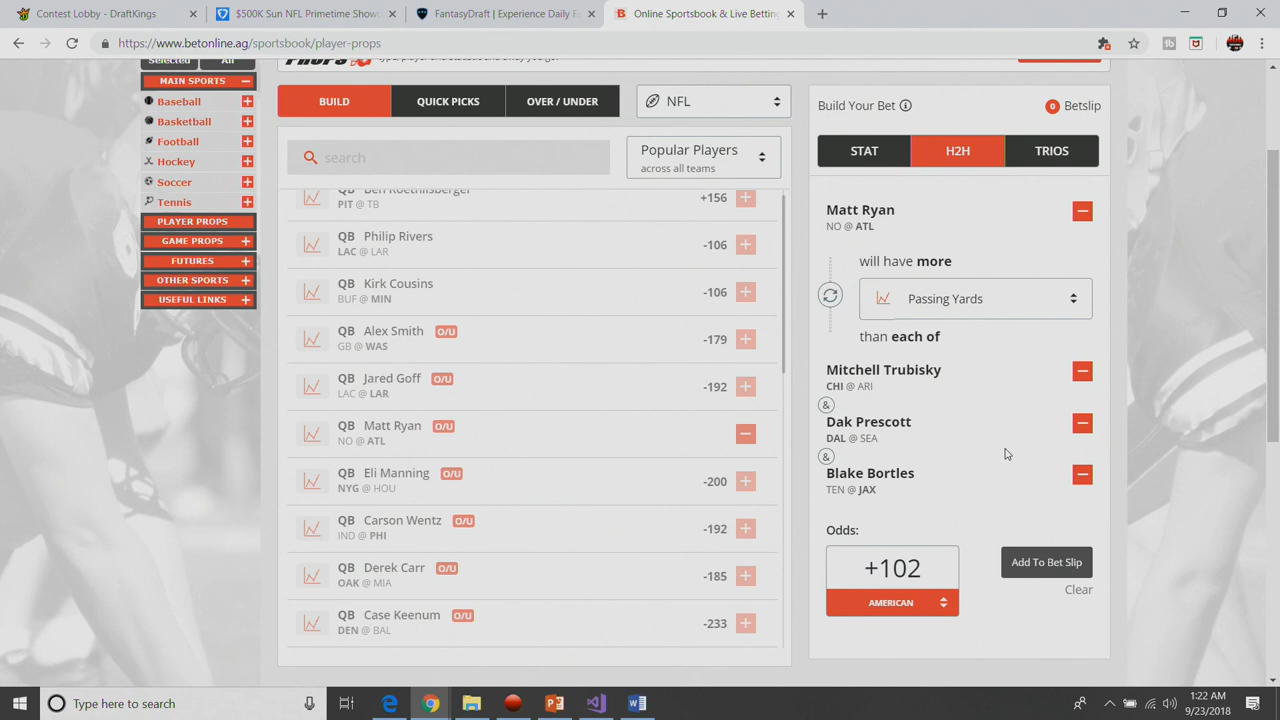 Contest Lobby - DraftKings
$500K Sun NFL Primetime Showd
FantasyDraft | Experience Daily F
Online Sportsbook & Live Betting
https://www.betonline.ag/sportsbook/player-props
Selected
All
MAIN SPORTS
Baseball
Basketball
Football
Hockey
Soccer
Tennis
PLAYER PROPS
GAME PROPS
FUTURES
OTHER SPORTS
USEFUL LINKS
BUILD
QUICK PICKS
OVER / UNDER
NFL
search
Popular Players
across all teams
Ben Roethlisberger
PIT @ TB
+156
QB Philip Rivers
LAC @ LAR
-106
QB Kirk Cousins
BUF @ MIN
-106
QB Alex Smith O/U
GB @ WAS
-179
QB Jared Goff O/U
LAC @ LAR
-192
QB Matt Ryan O/U
NO @ ATL
QB Eli Manning O/U
NYG @ HOU
-200
QB Carson Wentz O/U
IND @ PHI
-192
QB Derek Carr O/U
OAK @ MIA
-185
QB Case Keenum O/U
DEN @ BAL
-233
Build Your Bet
0 Betslip
STAT
H2H
TRIOS
Matt Ryan
NO @ ATL
will have more
Passing Yards
than each of
Mitchell Trubisky
CHI @ ARI
&
Dak Prescott
DAL @ SEA
&
Blake Bortles
TEN @ JAX
Odds:
+102
AMERICAN
Add To Bet Slip
Clear
Type here to search
1:22 AM
9/23/2018